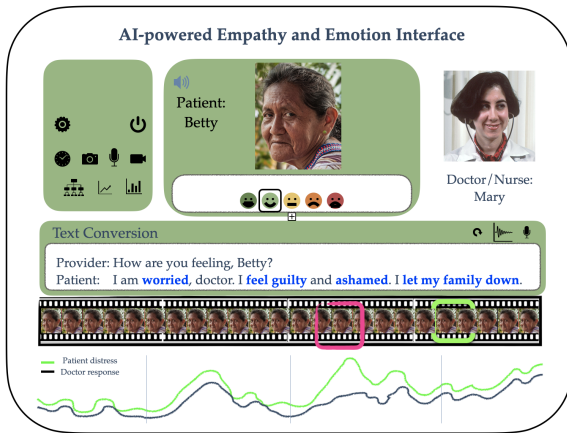 AI-powered Empathy and Emotion Interface
Patient:
Betty
Doctor/Nurse:
Mary
Text Conversion
Provider: How are you feeling, Betty?
Patient: I am worried, doctor. I feel guilty and ashamed. I let my family down.
Patient distress
Doctor response